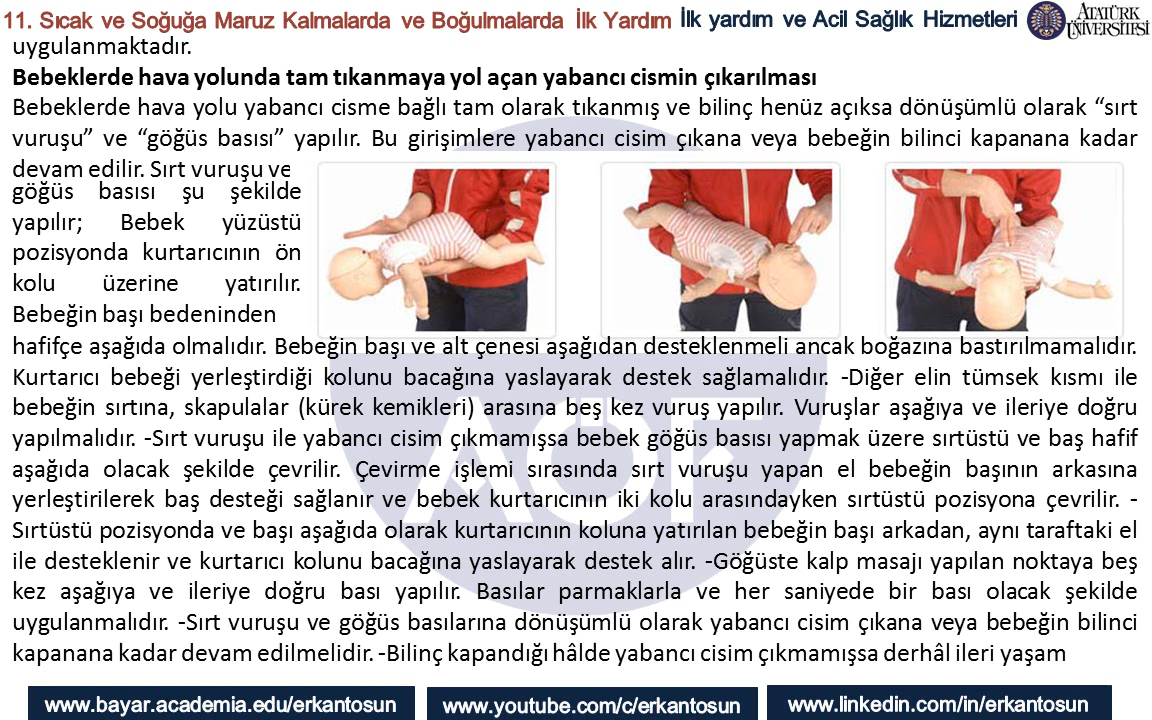 11. Sıcak ve Soğuğa Maruz Kalmalarda ve Boğulmalarda İlk Yardım İlk yardım ve Acil Sağlık Hizmetleri
ATATÜRK
ÜNİVERSİTESİ
uygulanmaktadır.
Bebeklerde hava yolunda tam tıkanmaya yol açan yabancı cismin çıkarılması
Bebeklerde hava yolu yabancı cisme bağlı tam olarak tıkanmış ve bilinç henüz açıksa dönüşümlü olarak “sırt
vuruşu” ve “göğüs basısı” yapılır. Bu girişimlere yabancı cisim çıkana veya bebeğin bilinci kapanana kadar
devam edilir. Sırt vuruşu ve
göğüs basısı şu şekilde
yapılır; Bebek yüzüstü
pozisyonda kurtarıcının ön
kolu üzerine yatırılır.
Bebeğin başı bedeninden
hafifçe aşağıda olmalıdır. Bebeğin başı ve alt çenesi aşağıdan desteklenmeli ancak boğazına bastırılmamalıdır.
Kurtarıcı bebeği yerleştirdiği kolunu bacağına yaslayarak destek sağlamalıdır. -Diğer elin tümsek kısmı ile
bebeğin sırtına, skapulalar (kürek kemikleri) arasına beş kez vuruş yapılır. Vuruşlar aşağıya ve ileriye doğru
yapılmalıdır. -Sırt vuruşu ile yabancı cisim çıkmamışsa bebek göğüs basısı yapmak üzere sırtüstü ve baş hafif
aşağıda olacak şekilde çevrilir. Çevirme işlemi sırasında sırt vuruşu yapan el bebeğin başının arkasına
yerleştirilerek baş desteği sağlanır ve bebek kurtarıcının iki kolu arasındayken sırtüstü pozisyona çevrilir. -
Sırtüstü pozisyonda ve başı aşağıda olarak kurtarıcının koluna yatırılan bebeğin başı arkadan, aynı taraftaki el
ile desteklenir ve kurtarıcı kolunu bacağına yaslayarak destek alır. -Göğüste kalp masajı yapılan noktaya beş
kez aşağıya ve ileriye doğru bası yapılır. Basılar parmaklarla ve her saniyede bir bası olacak şekilde
uygulanmalıdır. -Sırt vuruşu ve göğüs basılarına dönüşümlü olarak yabancı cisim çıkana veya bebeğin bilinci
kapanana kadar devam edilmelidir. -Bilinç kapandığı hâlde yabancı cisim çıkmamışsa derhâl ileri yaşam
AÖF
www.bayar.academia.edu/erkantosun www.youtube.com/c/erkantosun www.linkedin.com/in/erkantosun